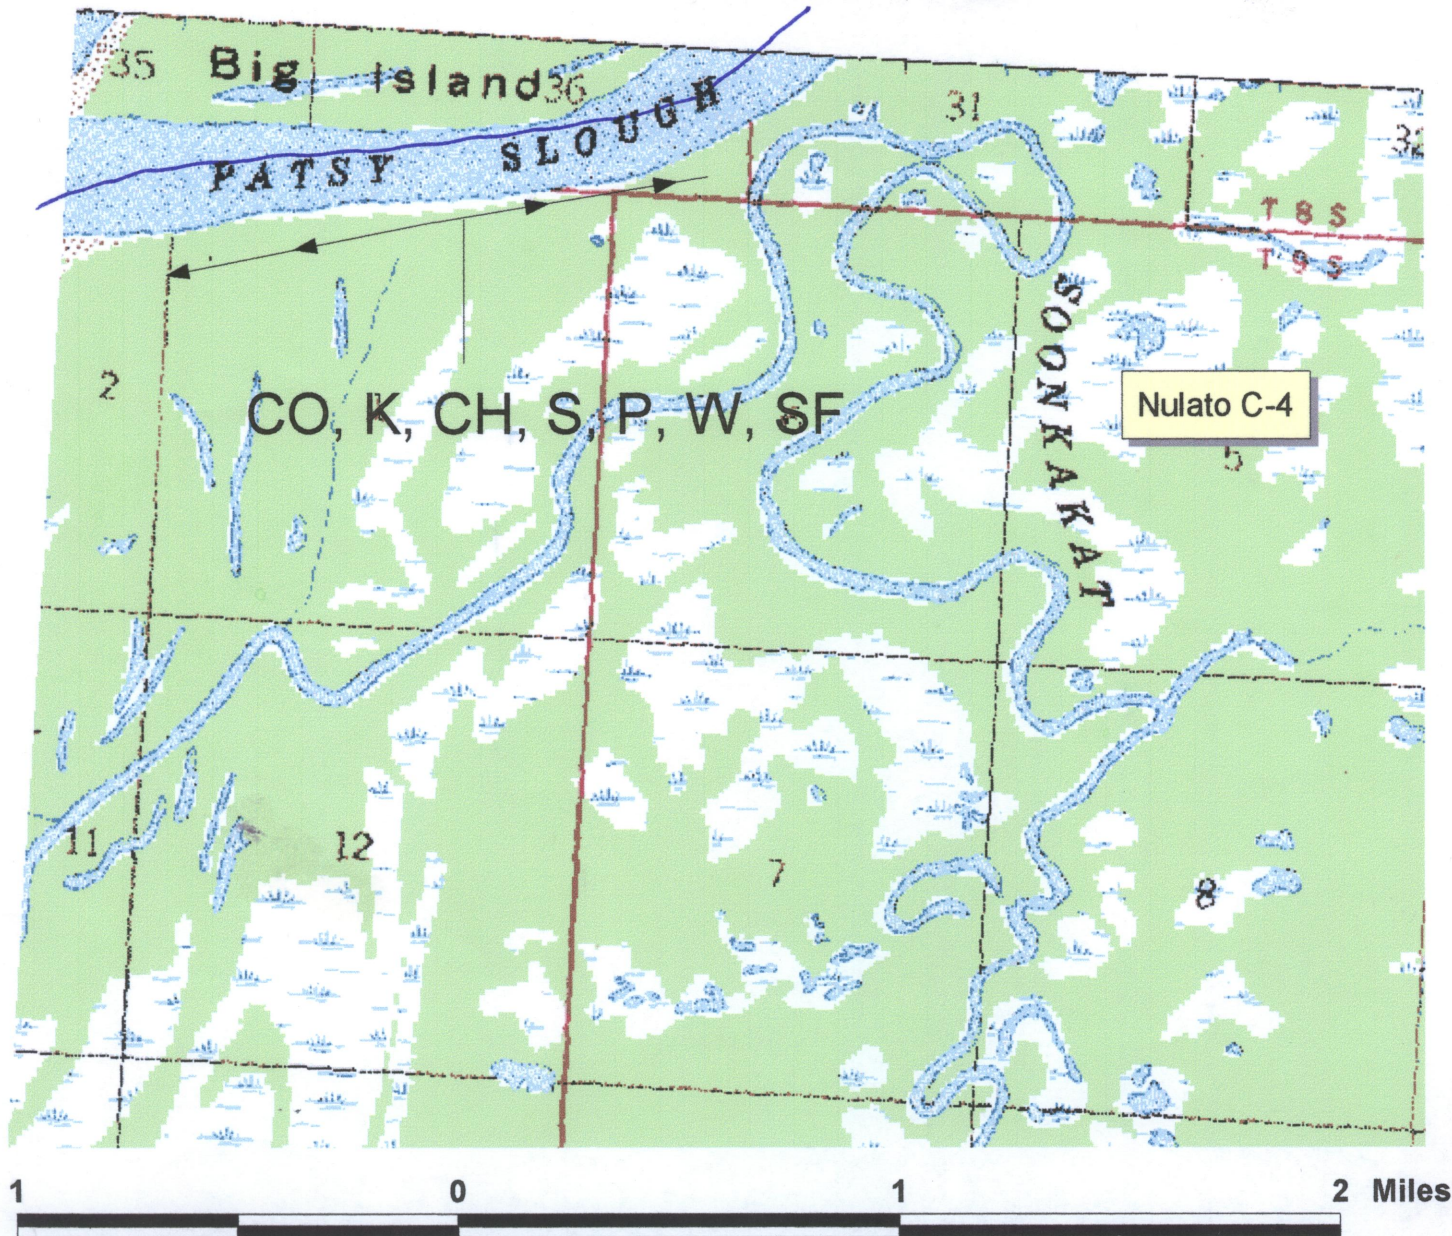 35
Big Island
36
31
32
PATSY SLOUGH
T 8 S
T 9 S
SOONKAKAT
2
CO, K, CH, S, P, W, SF
Nulato C-4
5
11
12
7
8
1 0 1 2 Miles